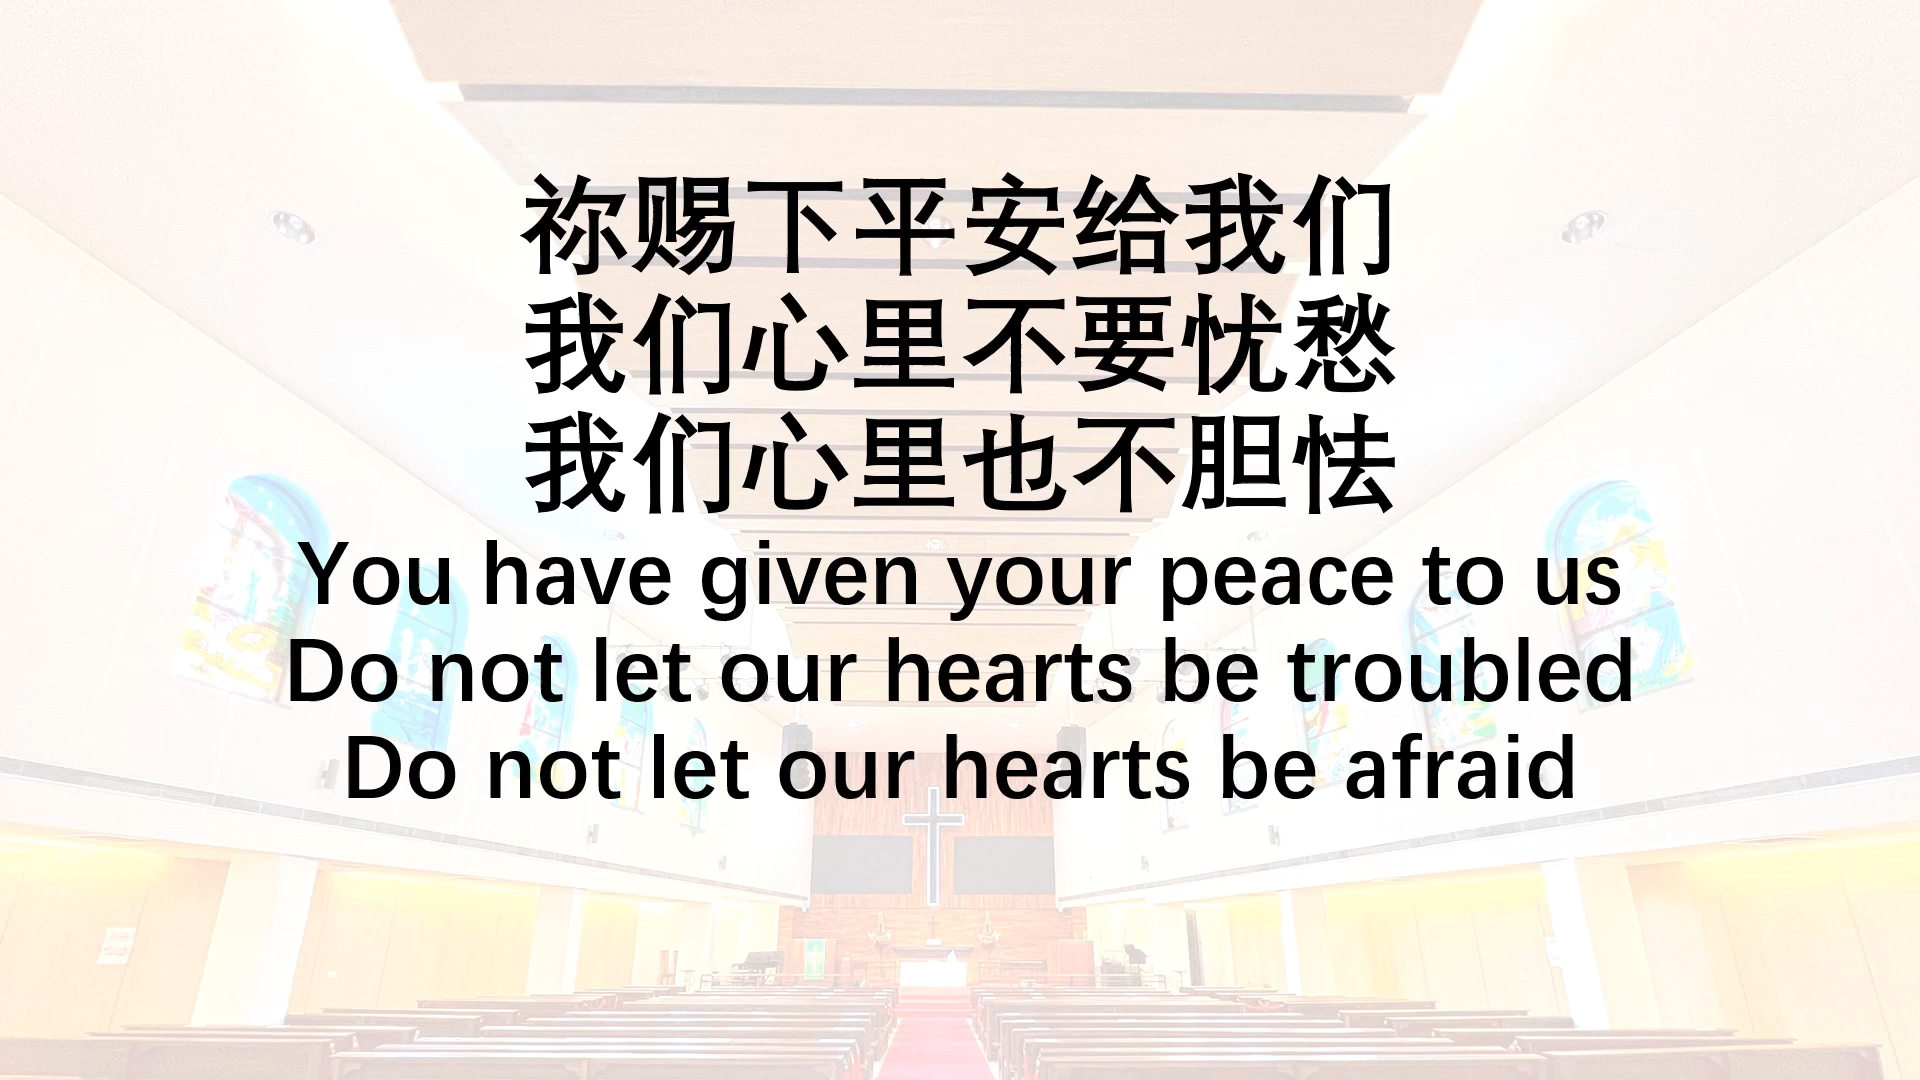 祢赐下平安给我们
我们心里不要忧愁
我们心里也不胆怯
You have given your peace to us
Do not let our hearts be troubled
Do not let our hearts be afraid